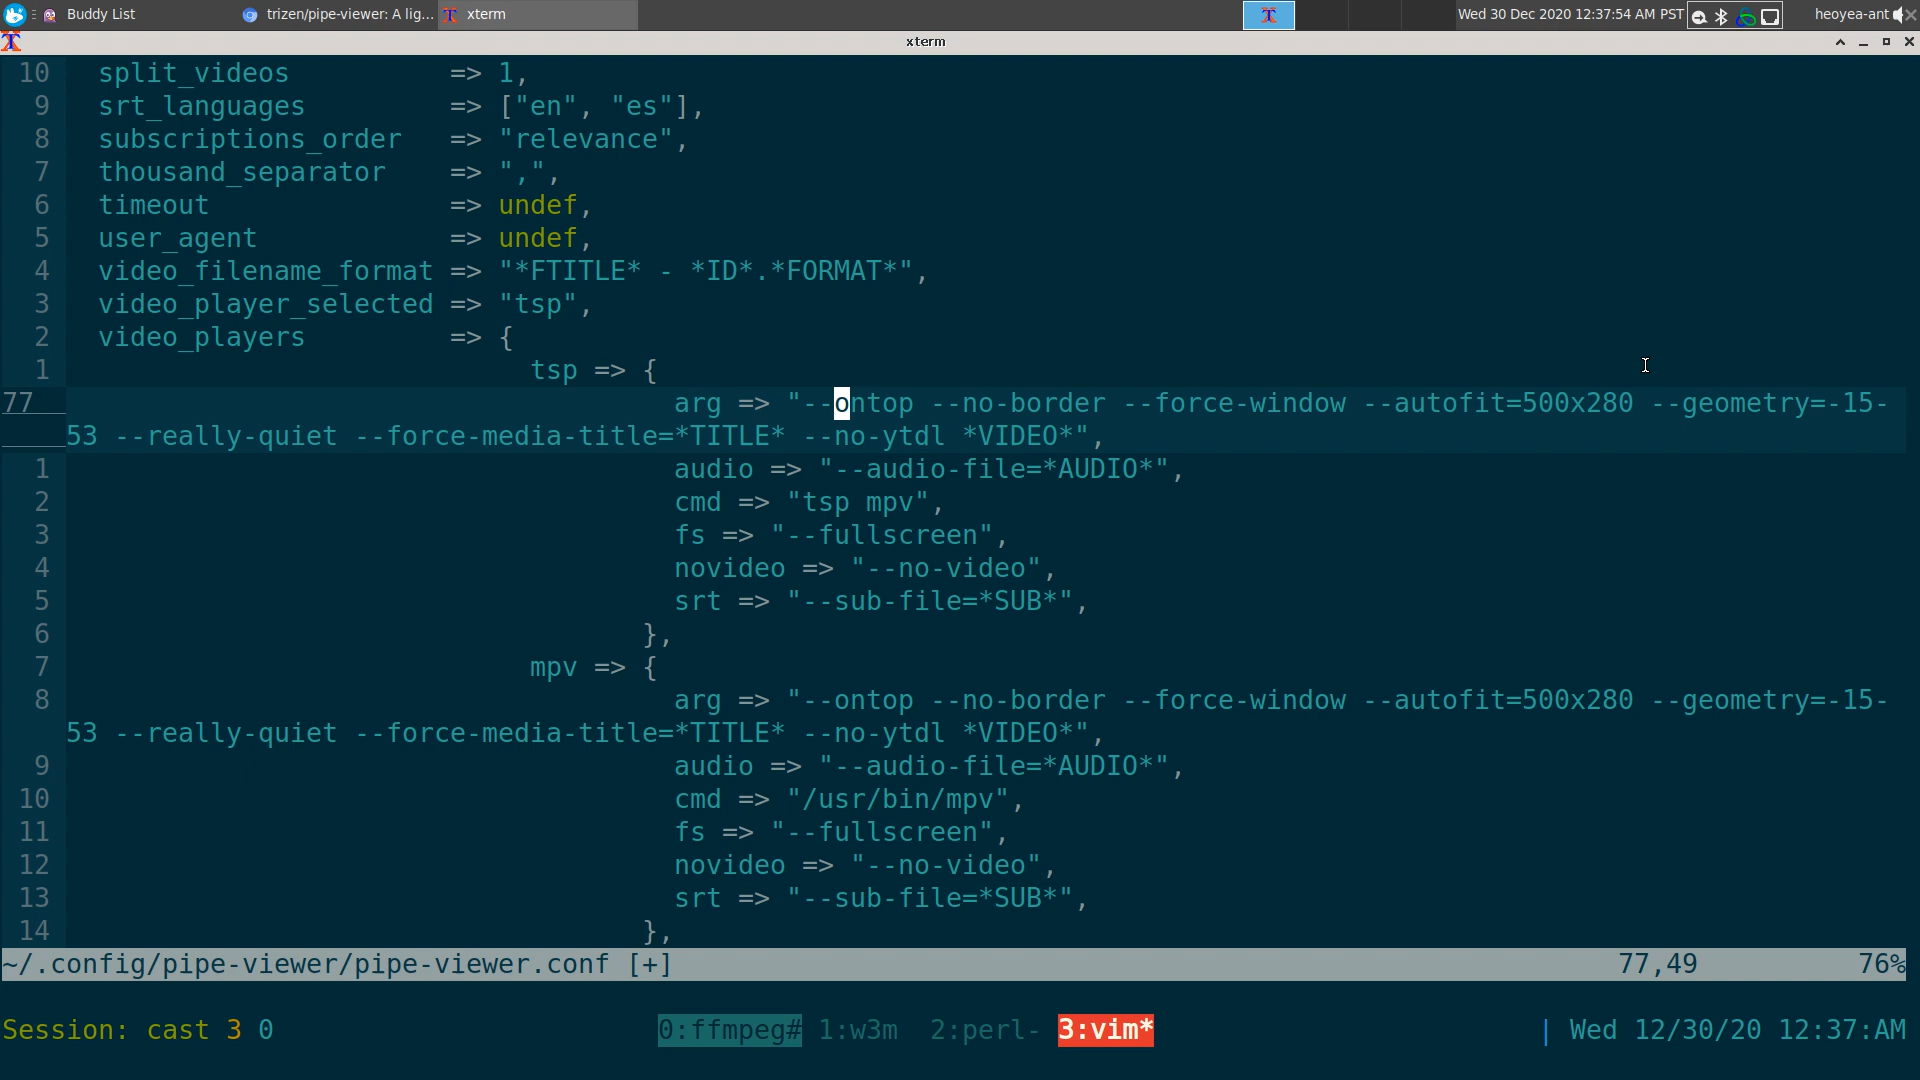 Buddy List
trizen/pipe-viewer: A lig...
xterm
Wed 30 Dec 2020 12:37:54 AM PST
heoyea-ant
xterm
10 split_videos => 1,
9 srt_languages => ["en", "es"],
8 subscriptions_order => "relevance",
7 thousand_separator => ",",
6 timeout => undef,
5 user_agent => undef,
4 video_filename_format => "*FTITLE* - *ID*.*FORMAT*",
3 video_player_selected => "tsp",
2 video_players => {
1 tsp => {
77 arg => "--ontop --no-border --force-window --autofit=500x280 --geometry=-15-
53 --really-quiet --force-media-title=*TITLE* --no-ytdl *VIDEO*",
1 audio => "--audio-file=*AUDIO*",
2 cmd => "tsp mpv",
3 fs => "--fullscreen",
4 novideo => "--no-video",
5 srt => "--sub-file=*SUB*",
6 },
7 mpv => {
8 arg => "--ontop --no-border --force-window --autofit=500x280 --geometry=-15-
53 --really-quiet --force-media-title=*TITLE* --no-ytdl *VIDEO*",
9 audio => "--audio-file=*AUDIO*",
10 cmd => "/usr/bin/mpv",
11 fs => "--fullscreen",
12 novideo => "--no-video",
13 srt => "--sub-file=*SUB*",
14 },
~/.config/pipe-viewer/pipe-viewer.conf [+] 77,49 76%
Session: cast 3 0 0:ffmpeg# 1:w3m 2:perl- 3:vim* | Wed 12/30/20 12:37:AM